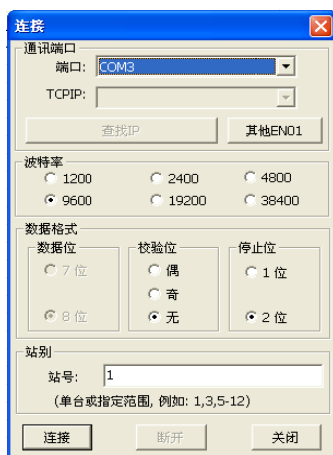 连接
通讯端口
端口: COM3
TCPIP:
查找IP 其他EN01
波特率
1200 2400 4800
9600 19200 38400
数据格式
数据位 校验位 停止位
7 位 偶 1 位
奇
8 位 无 2 位
站别
站号: 1
(单台或指定范围, 例如: 1,3,5-12)
连接 断开 关闭